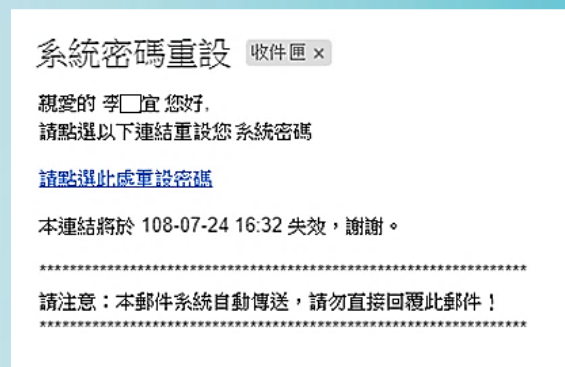 系統密碼重設 收件匣 ×
親愛的 李□宜 您好,
請點選以下連結重設您 系統密碼
請點選此處重設密碼
本連結將於 108-07-24 16:32 失效，謝謝。
******************************************************************
請注意：本郵件系統自動傳送，請勿直接回覆此郵件！
******************************************************************